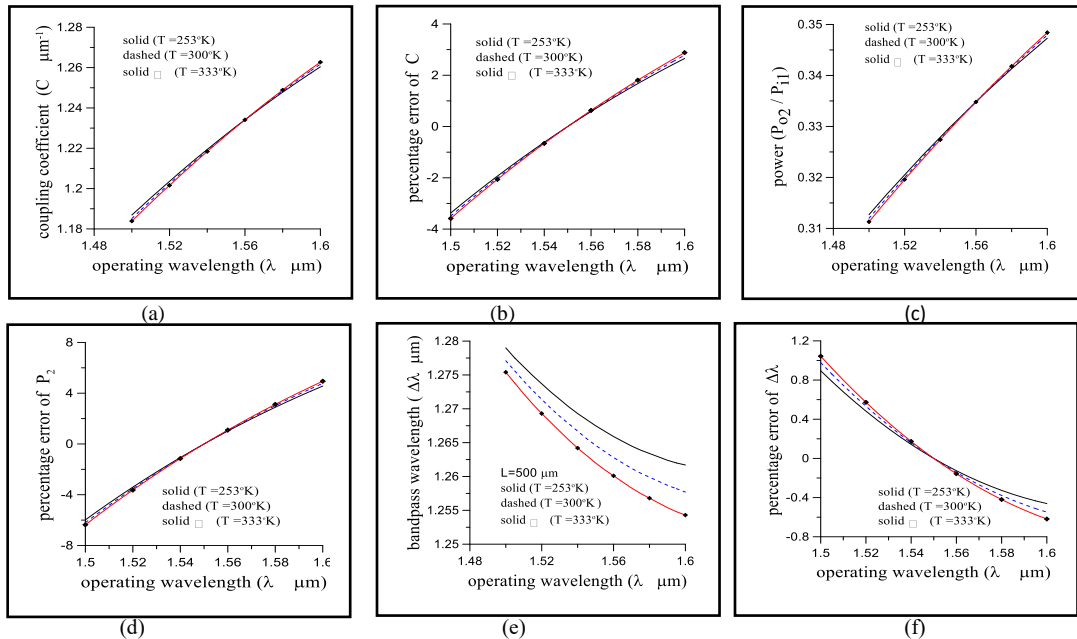 1.28
1.26
1.24
1.22
1.2
1.18
coupling coefficient (C μm⁻¹)
solid (T =253°K)
dashed (T =300°K)
solid □ (T =333°K)
1.48 1.52 1.56 1.6
operating wavelength (λ μm)
(a)
4
2
0
-2
-4
percentage error of C
solid (T =253°K)
dashed (T =300°K)
solid □ (T =333°K)
1.5 1.52 1.54 1.56 1.58 1.6
operating wavelength (λ μm)
(b)
0.35
0.34
0.33
0.32
0.31
power (Po2 / Pi1)
solid (T =253°K)
dashed (T =300°K)
solid □ (T =333°K)
1.48 1.52 1.56 1.6
operating wavelength (λ μm)
(c)
8
4
0
-4
-8
percentage error of P2
solid (T =253°K)
dashed (T =300°K)
solid □ (T =333°K)
1.5 1.52 1.54 1.56 1.58 1.6
operating wavelength (λ μm)
(d)
1.28
1.27
1.265
1.26
1.255
1.25
bandpass wavelength ( Δλ μm)
L=500 μm
solid (T =253°K)
dashed (T =300°K)
solid □ (T =333°K)
1.48 1.52 1.56 1.6
operating wavelength (λ μm)
(e)
1.2
0.8
0.4
0
-0.4
-0.8
percentage error of Δλ
solid (T =253°K)
dashed (T =300°K)
solid □ (T =333°K)
1.5 1.52 1.54 1.56 1.58 1.6
operating wavelength (λ μm)
(f)